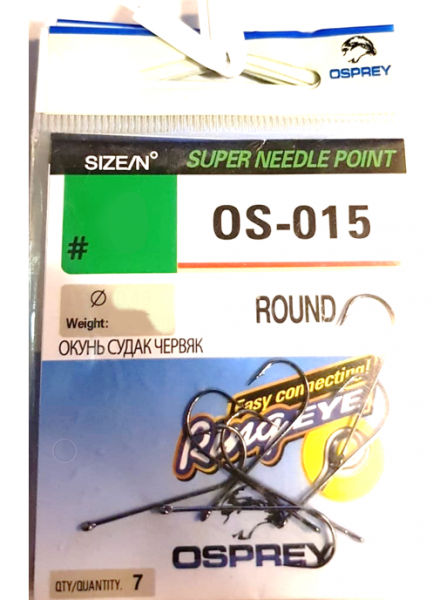 OSPREY
SIZE/N° SUPER NEEDLE POINT
# OS-015
Ø
ROUND
Weight:
ОКУНЬ СУДАК ЧЕРВЯК
Easy connecting!
Ring EYE
OSPREY
QTY/QUANTITY. 7